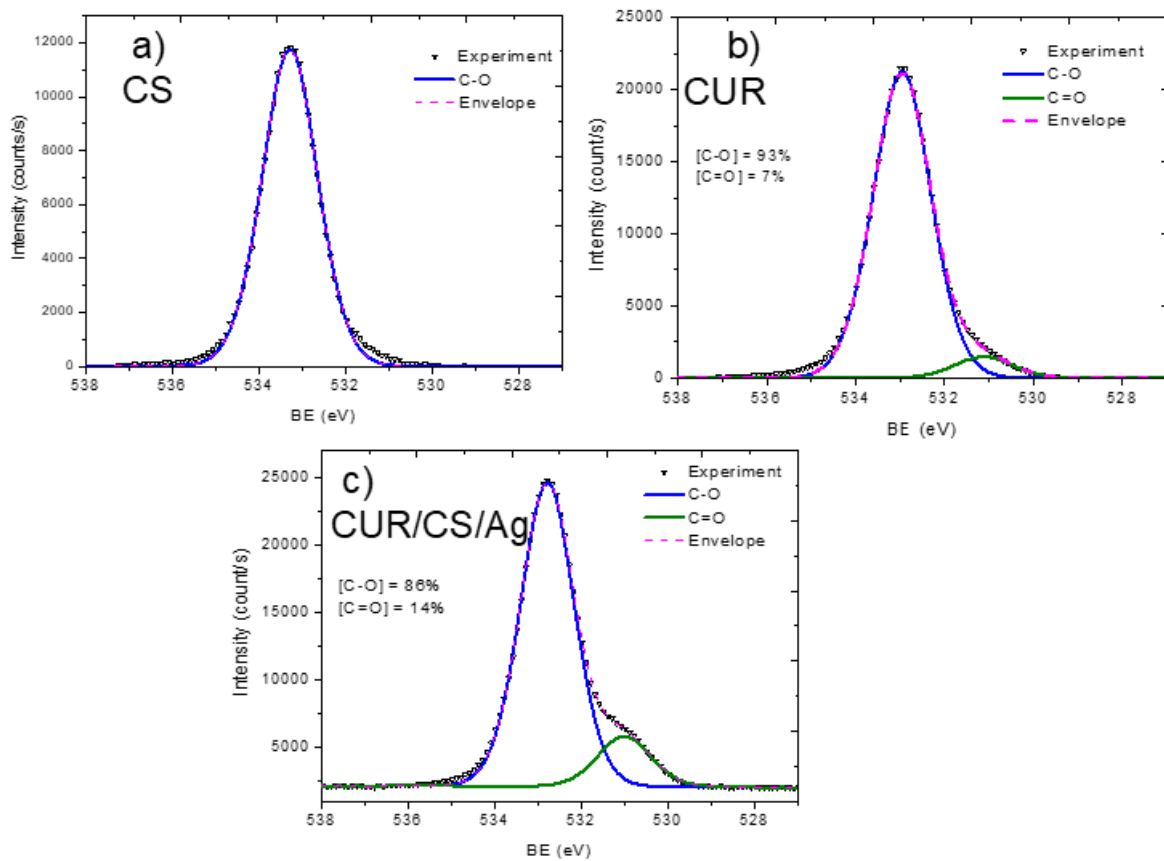 a)
CS
Experiment
C-O
Envelope
Intensity (counts/s)
12000
10000
8000
6000
4000
2000
0
538 536 534 532 530 528
BE (eV)
b)
CUR
Experiment
C-O
C=O
Envelope
[C-O] = 93%
[C=O] = 7%
Intensity (count/s)
25000
20000
15000
10000
5000
0
538 536 534 532 530 528
BE (eV)
c)
CUR/CS/Ag
Experiment
C-O
C=O
Envelope
[C-O] = 86%
[C=O] = 14%
Intensity (count/s)
25000
20000
15000
10000
5000
538 536 534 532 530 528
BE (eV)